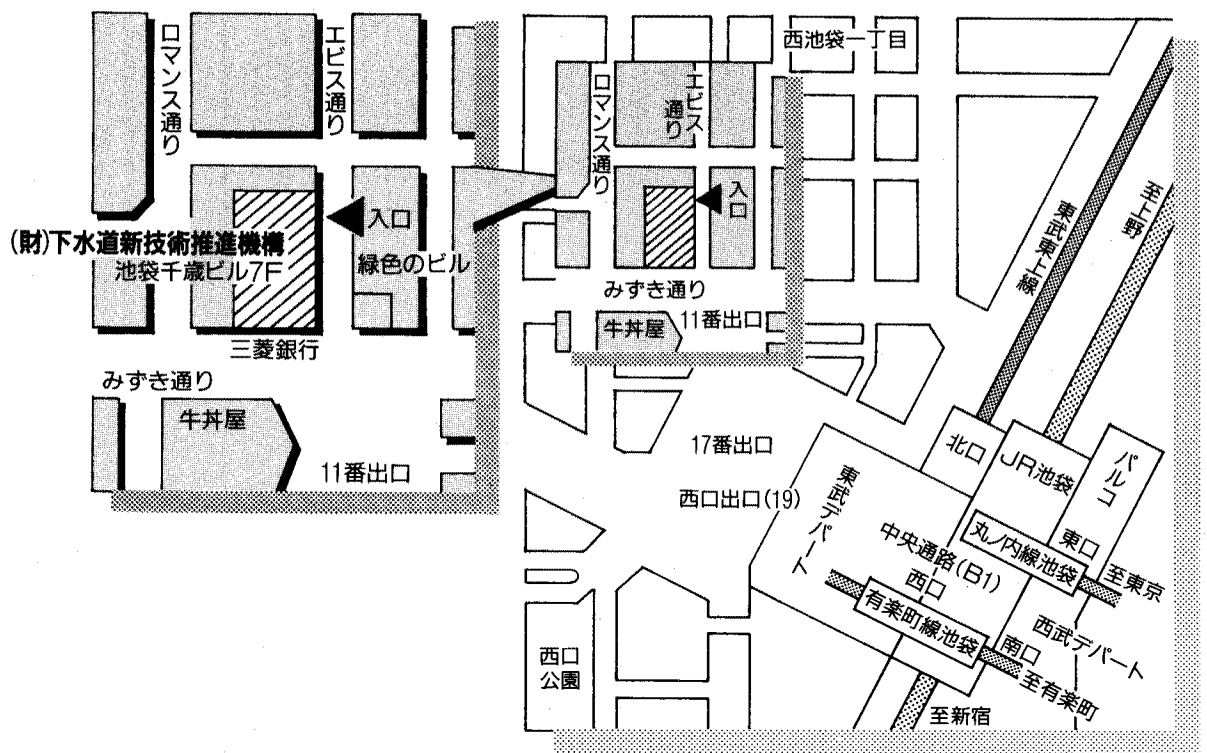 ロマンス通り
エビス通り
入口
(財)下水道新技術推進機構
池袋千歳ビル7F
緑色のビル
三菱銀行
みずき通り
牛丼屋
11番出口
西池袋一丁目
ロマンス通り
エビス通り
入口
みずき通り
牛丼屋
11番出口
東武東上線
至上野
17番出口
北口
JR池袋
パルコ
西口出口(19)
東武デパート
中央通路(B1)
西口
丸ノ内線池袋
東口
至東京
有楽町線池袋
南口
西武デパート
至有楽町
西口
公園
至新宿